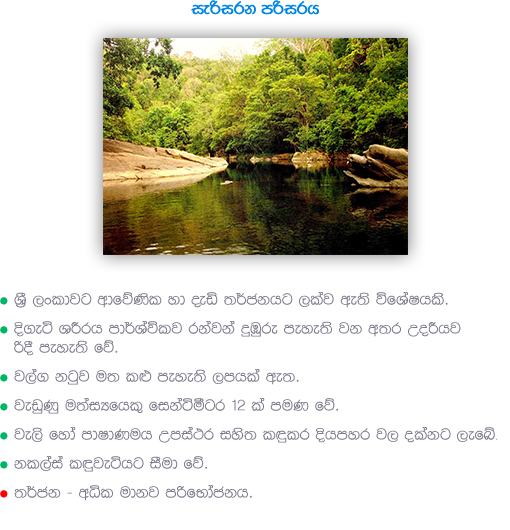 සැරිසරන පරිසරය
ශ්‍රී ලංකාවට ආවේණික හා දැඩි තර්ජනයට ලක්ව ඇති විශේෂයකි.
දිගැටි ශරීරය පාර්ශ්වික‍ව රන්වන් දුඹුරු පැහැති වන අතර උදරීයව
රිදී පැහැති වේ.
වල්ග නටුව මත කළු පැහැති ලපයක් ඇත.
වැඩුණු මත්ස්‍යයෙකු සෙන්ටිමීටර 12 ක් පමණ වේ.
වැලි හෝ පාෂාණමය උපස්ථර සහිත කඳුකර දියපහර වල දක්නට ලැබේ.
නකල්ස් කඳුවැටියට සීමා වේ.
තර්ජන - අධික මානව පරිභෝජනය.